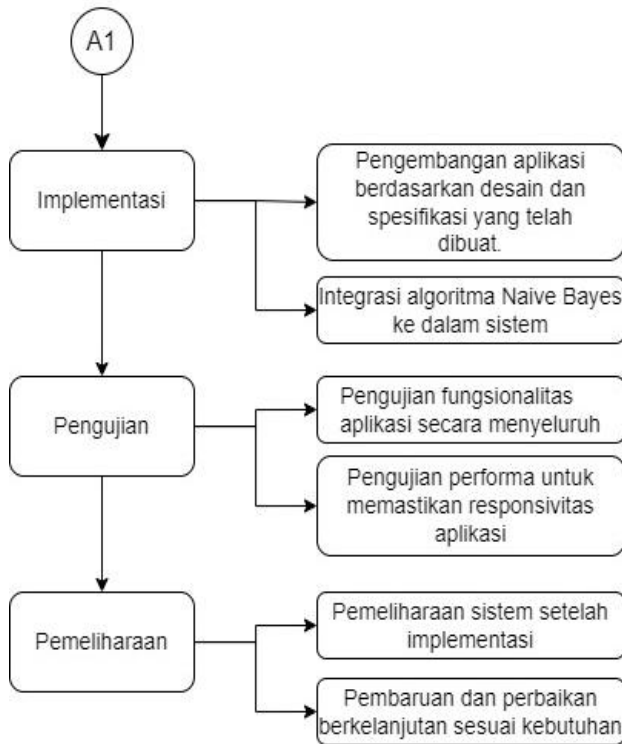 A1
Implementasi
Pengembangan aplikasi
berdasarkan desain dan
spesifikasi yang telah
dibuat.
Integrasi algoritma Naive Bayes
ke dalam sistem
Pengujian
Pengujian fungsionalitas
aplikasi secara menyeluruh
Pengujian performa untuk
memastikan responsivitas
aplikasi
Pemeliharaan
Pemeliharaan sistem setelah
implementasi
Pembaruan dan perbaikan
berkelanjutan sesuai kebutuhan